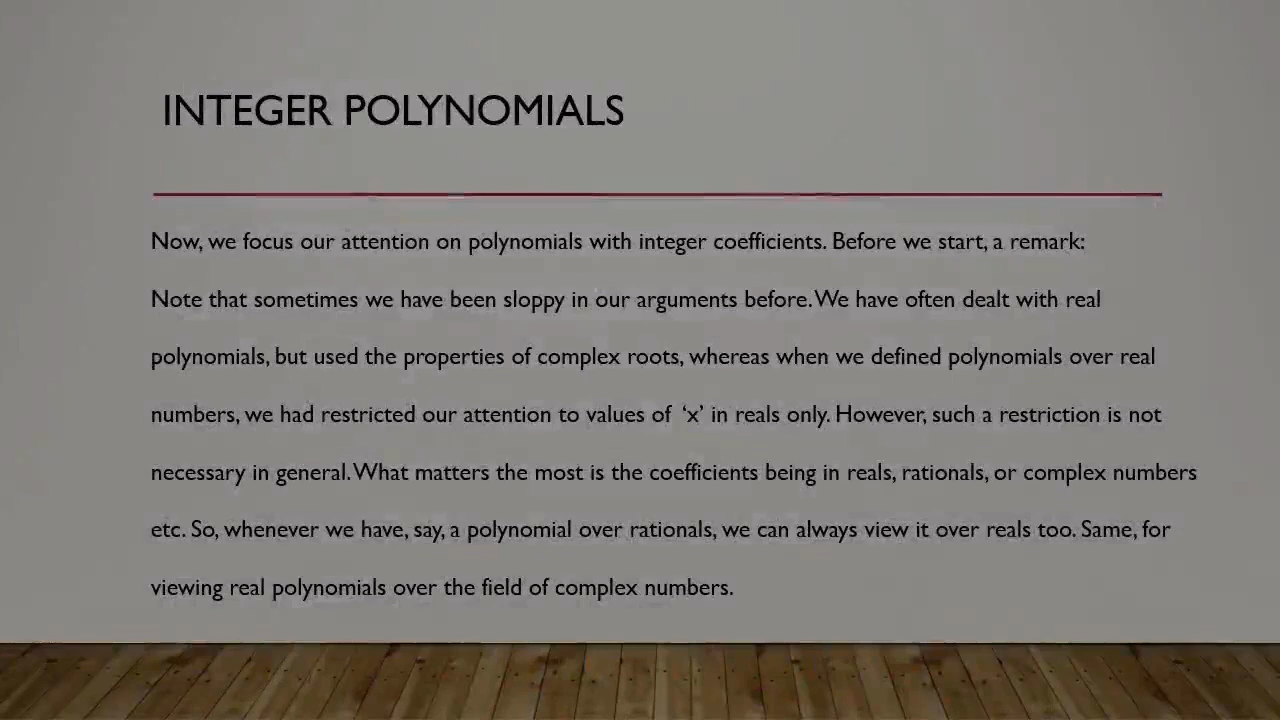 INTEGER POLYNOMIALS
Now, we focus our attention on polynomials with integer coefficients. Before we start, a remark:
Note that sometimes we have been sloppy in our arguments before. We have often dealt with real
polynomials, but used the properties of complex roots, whereas when we defined polynomials over real
numbers, we had restricted our attention to values of ‘x’ in reals only. However, such a restriction is not
necessary in general. What matters the most is the coefficients being in reals, rationals, or complex numbers
etc. So, whenever we have, say, a polynomial over rationals, we can always view it over reals too. Same, for
viewing real polynomials over the field of complex numbers.